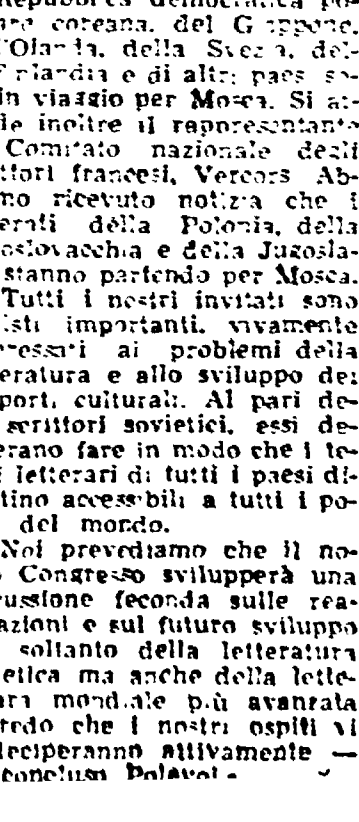 Repubblica democratica po-
are coreana, del Giappone,
l'Olanda, della Svezia, del-
Finlandia e di altri paes so-
in viaggio per Mosca. Si at-
de inoltre il rappresentante
Comitato nazionale degli
ttori francesi, Vercors Ab-
mo ricevuto notizia che i
erati della Polonia, della
oslovacchia e della Jugosla-
stanno partendo per Mosca.
Tutti i nostri invitati sono
isti importanti, vivamente
ressati ai problemi della
eratura e allo sviluppo dei
porti culturali. Al pari de-
scrittori sovietici, essi de-
erano fare in modo che i te-
i letterari di tutti i paesi di-
tino accessibili a tutti i po-
del mondo.
Noi prevediamo che il no-
o Congresso svilupperà una
cussione feconda sulle rea-
azioni e sul futuro sviluppo
soltanto della letteratura
etica ma anche della lette-
ara mondiale più avanzata
redo che i nostri ospiti vi
teciperanno attivamente —
concluso Polevoi-